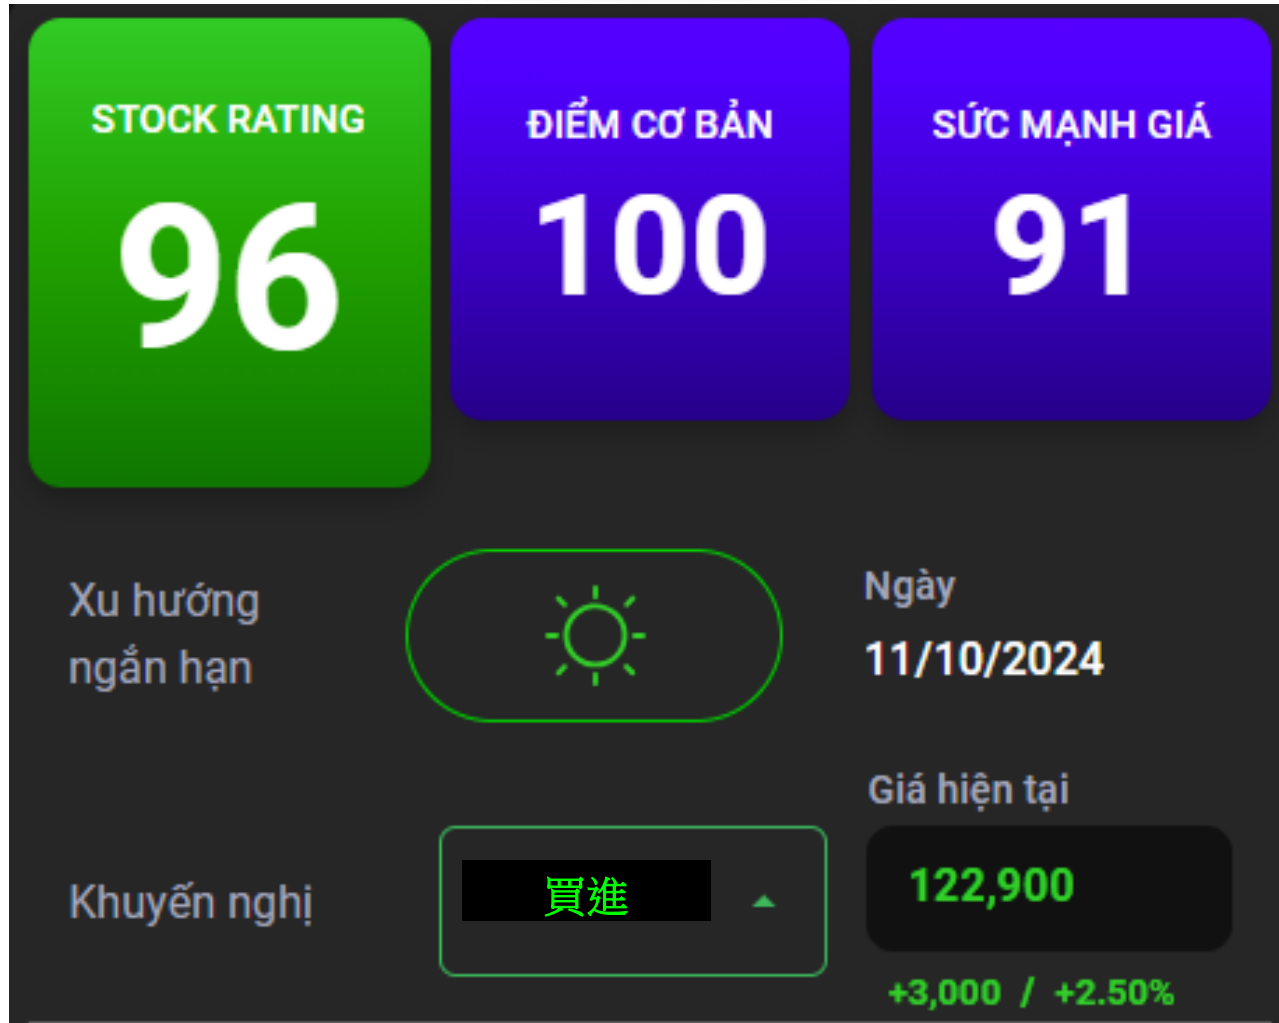 STOCK RATING
96
ĐIỂM CƠ BẢN
100
SỨC MẠNH GIÁ
91
Xu hướng
ngắn hạn
Ngày
11/10/2024
Khuyến nghị
買進
Giá hiện tại
122,900
+3,000 / +2.50%